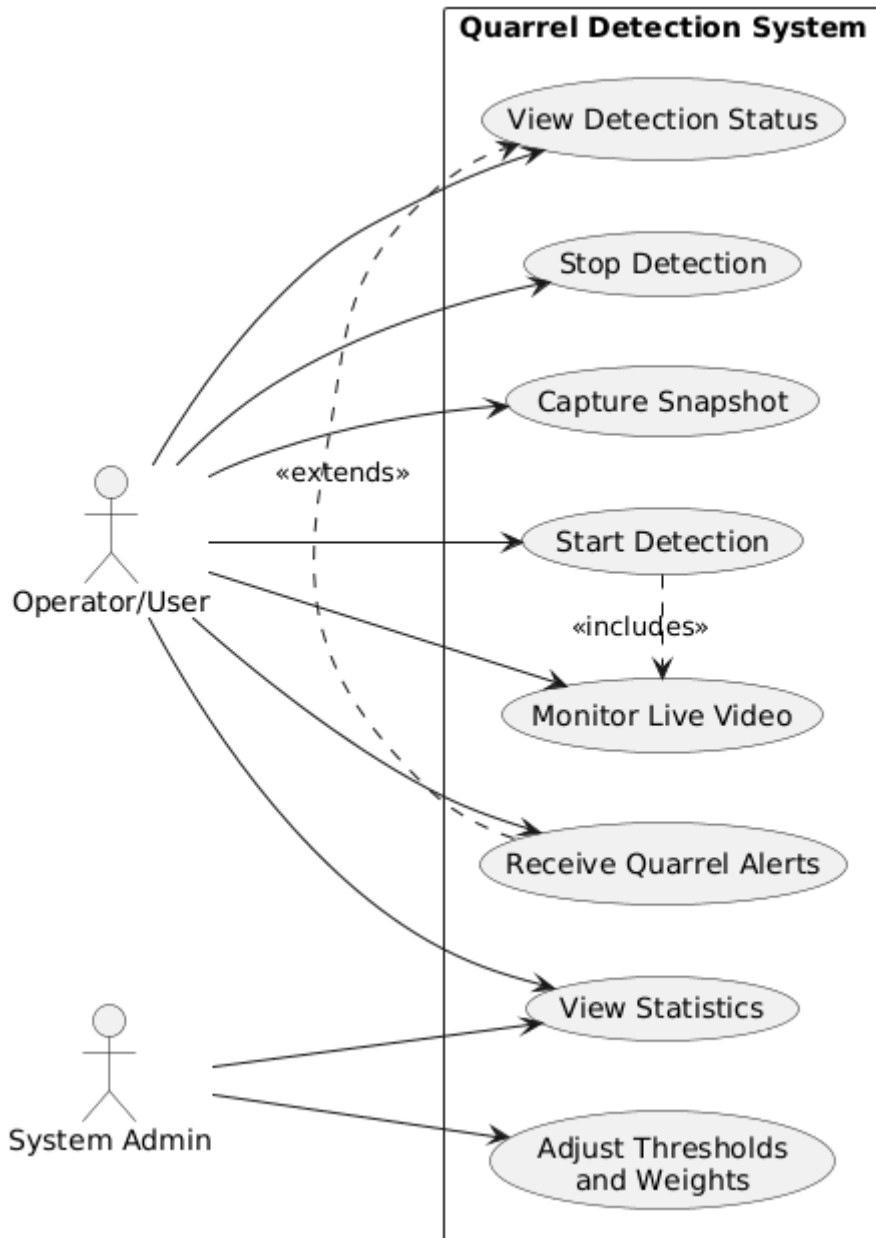 Quarrel Detection System
View Detection Status
Stop Detection
Capture Snapshot
«extends»
Start Detection
Operator/User
«includes»
Monitor Live Video
Receive Quarrel Alerts
View Statistics
System Admin
Adjust Thresholds
and Weights